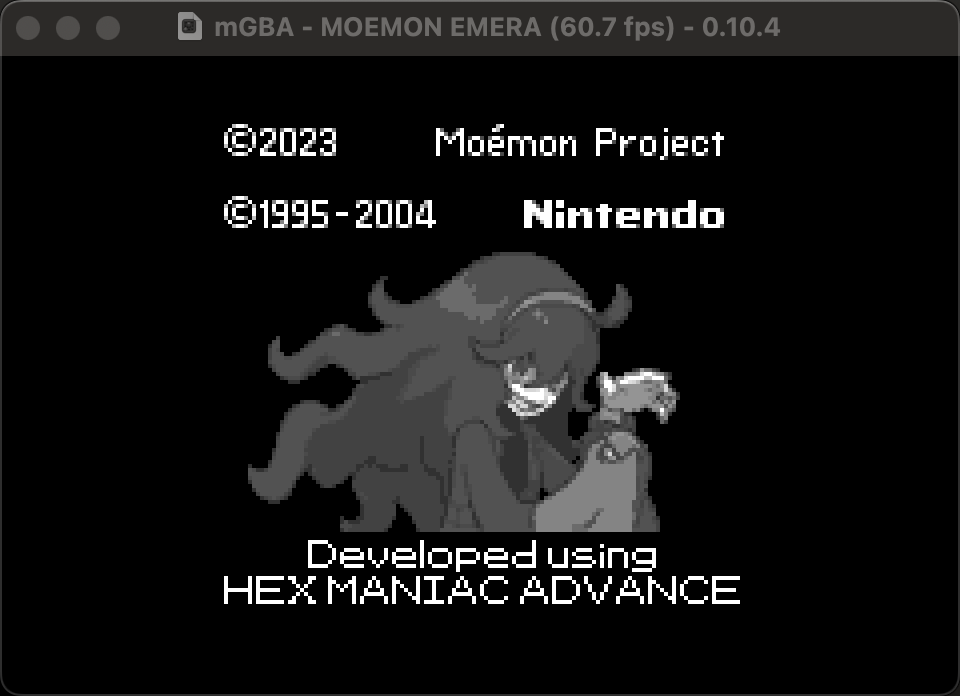 mGBA - MOEMON EMERA (60.7 fps) - 0.10.4
©2023 Moémon Project
©1995-2004 Nintendo
Developed using
HEX MANIAC ADVANCE